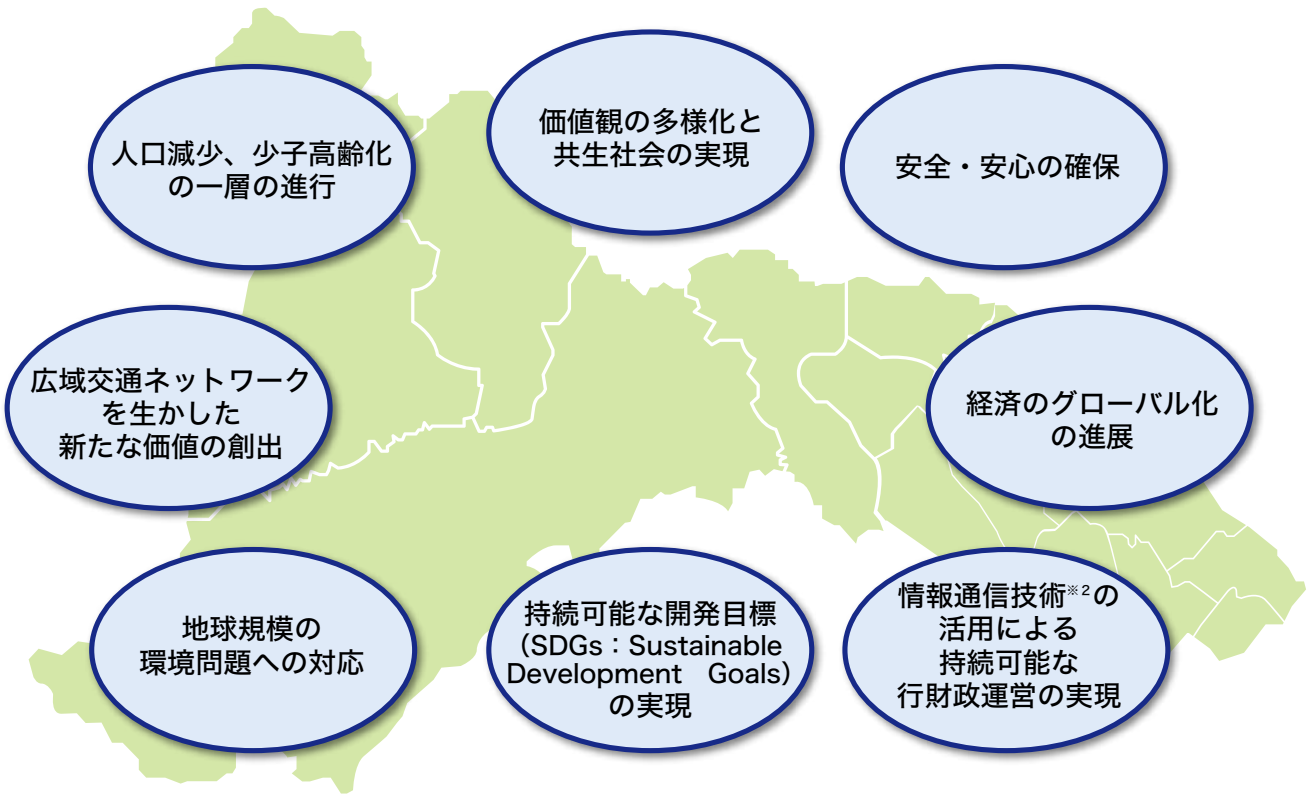 人口減少、少子高齢化
の一層の進行
価値観の多様化と
共生社会の実現
安全・安心の確保
広域交通ネットワーク
を生かした
新たな価値の創出
経済のグローバル化
の進展
地球規模の
環境問題への対応
持続可能な開発目標
（SDGs：Sustainable
Development　Goals）
の実現
情報通信技術※2の
活用による
持続可能な
行財政運営の実現